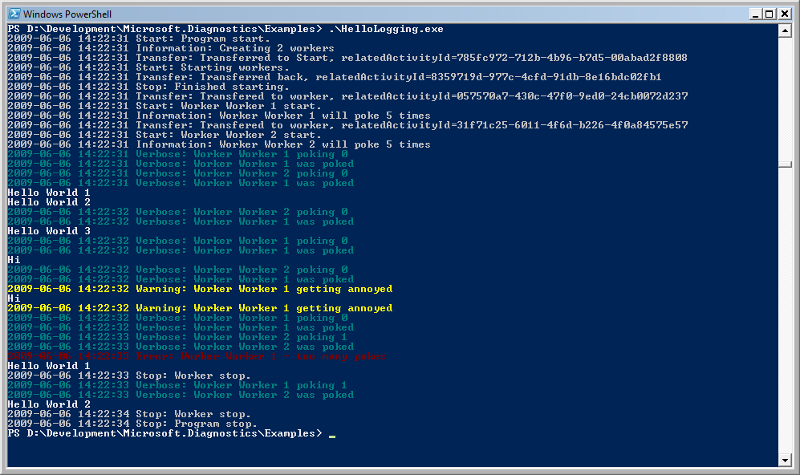 Windows PowerShell
PS D:\Development\Microsoft.Diagnostics\Examples> .\HelloLogging.exe
2009-06-06 14:22:31 Start: Program start.
2009-06-06 14:22:31 Information: Creating 2 workers
2009-06-06 14:22:31 Transfer: Transferred to Start, relatedActivityId=785fc972-712b-4b96-b7d5-00abad2f8808
2009-06-06 14:22:31 Start: Starting workers.
2009-06-06 14:22:31 Transfer: Transferred back, relatedActivityId=8359719d-977c-4cfd-91db-8e16bdc02fb1
2009-06-06 14:22:31 Stop: Finished starting.
2009-06-06 14:22:31 Transfer: Transfered to worker, relatedActivityId=057570a7-430c-47f0-9ed0-24cb0072d237
2009-06-06 14:22:31 Start: Worker Worker 1 start.
2009-06-06 14:22:31 Information: Worker Worker 1 will poke 5 times
2009-06-06 14:22:31 Transfer: Transfered to worker, relatedActivityId=31f71c25-6011-4f6d-b226-4f0a84575e57
2009-06-06 14:22:31 Start: Worker Worker 2 start.
2009-06-06 14:22:31 Information: Worker Worker 2 will poke 5 times
2009-06-06 14:22:31 Verbose: Worker Worker 1 poking 0
2009-06-06 14:22:31 Verbose: Worker Worker 1 was poked
2009-06-06 14:22:31 Verbose: Worker Worker 2 poking 0
2009-06-06 14:22:31 Verbose: Worker Worker 1 was poked
Hello World 1
Hello World 2
2009-06-06 14:22:32 Verbose: Worker Worker 2 poking 0
2009-06-06 14:22:32 Verbose: Worker Worker 1 was poked
Hello World 3
2009-06-06 14:22:32 Verbose: Worker Worker 1 poking 0
2009-06-06 14:22:32 Verbose: Worker Worker 1 was poked
Hi
2009-06-06 14:22:32 Verbose: Worker Worker 2 poking 0
2009-06-06 14:22:32 Verbose: Worker Worker 1 was poked
2009-06-06 14:22:32 Warning: Worker Worker 1 getting annoyed
Hi
2009-06-06 14:22:32 Warning: Worker Worker 1 getting annoyed
2009-06-06 14:22:32 Verbose: Worker Worker 1 poking 0
2009-06-06 14:22:33 Verbose: Worker Worker 1 was poked
2009-06-06 14:22:33 Verbose: Worker Worker 2 poking 1
2009-06-06 14:22:33 Verbose: Worker Worker 2 was poked
2009-06-06 14:22:33 Error: Worker Worker 1 - too many pokes
Hello World 1
2009-06-06 14:22:33 Stop: Worker stop.
2009-06-06 14:22:33 Verbose: Worker Worker 1 poking 1
2009-06-06 14:22:33 Verbose: Worker Worker 2 was poked
Hello World 2
2009-06-06 14:22:34 Stop: Worker stop.
2009-06-06 14:22:34 Stop: Program stop.
PS D:\Development\Microsoft.Diagnostics\Examples> _